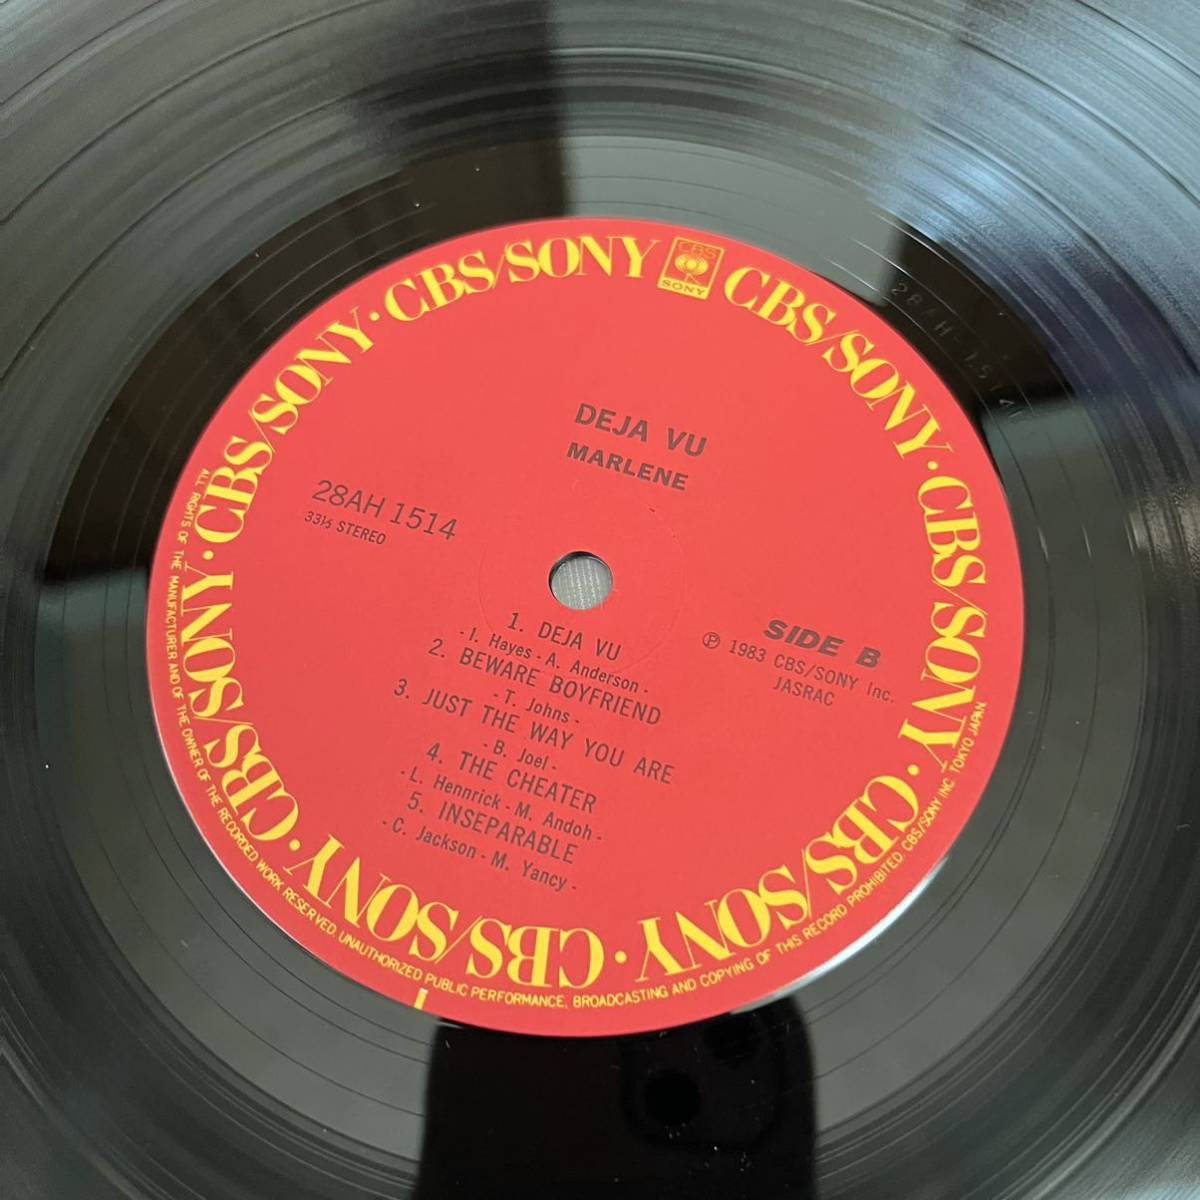 CBS/SONY · CBS/SONY · CBS/SONY · CBS/SONY · CBS/SONY · CBS/SONY · CBS/SONY · CBS/SONY · CBS/SONY
CBS
SONY
DEJA VU
MARLENE
28AH 1514
33⅓ STEREO
SIDE B
Ⓟ 1983 CBS/SONY Inc.
JASRAC
1. DEJA VU
- I. Hayes - A. Anderson -
2. BEWARE BOYFRIEND
- T. Johns -
3. JUST THE WAY YOU ARE
- B. Joel -
4. THE CHEATER
- L. Hennrick - M. Andoh -
5. INSEPARABLE
- C. Jackson - M. Yancy -
ALL RIGHTS OF THE MANUFACTURER AND OF THE OWNER OF THE RECORDED WORK RESERVED. UNAUTHORIZED PUBLIC PERFORMANCE, BROADCASTING AND COPYING OF THIS RECORD PROHIBITED CBS/SONY INC. TOKYO JAPAN
28AH-1514